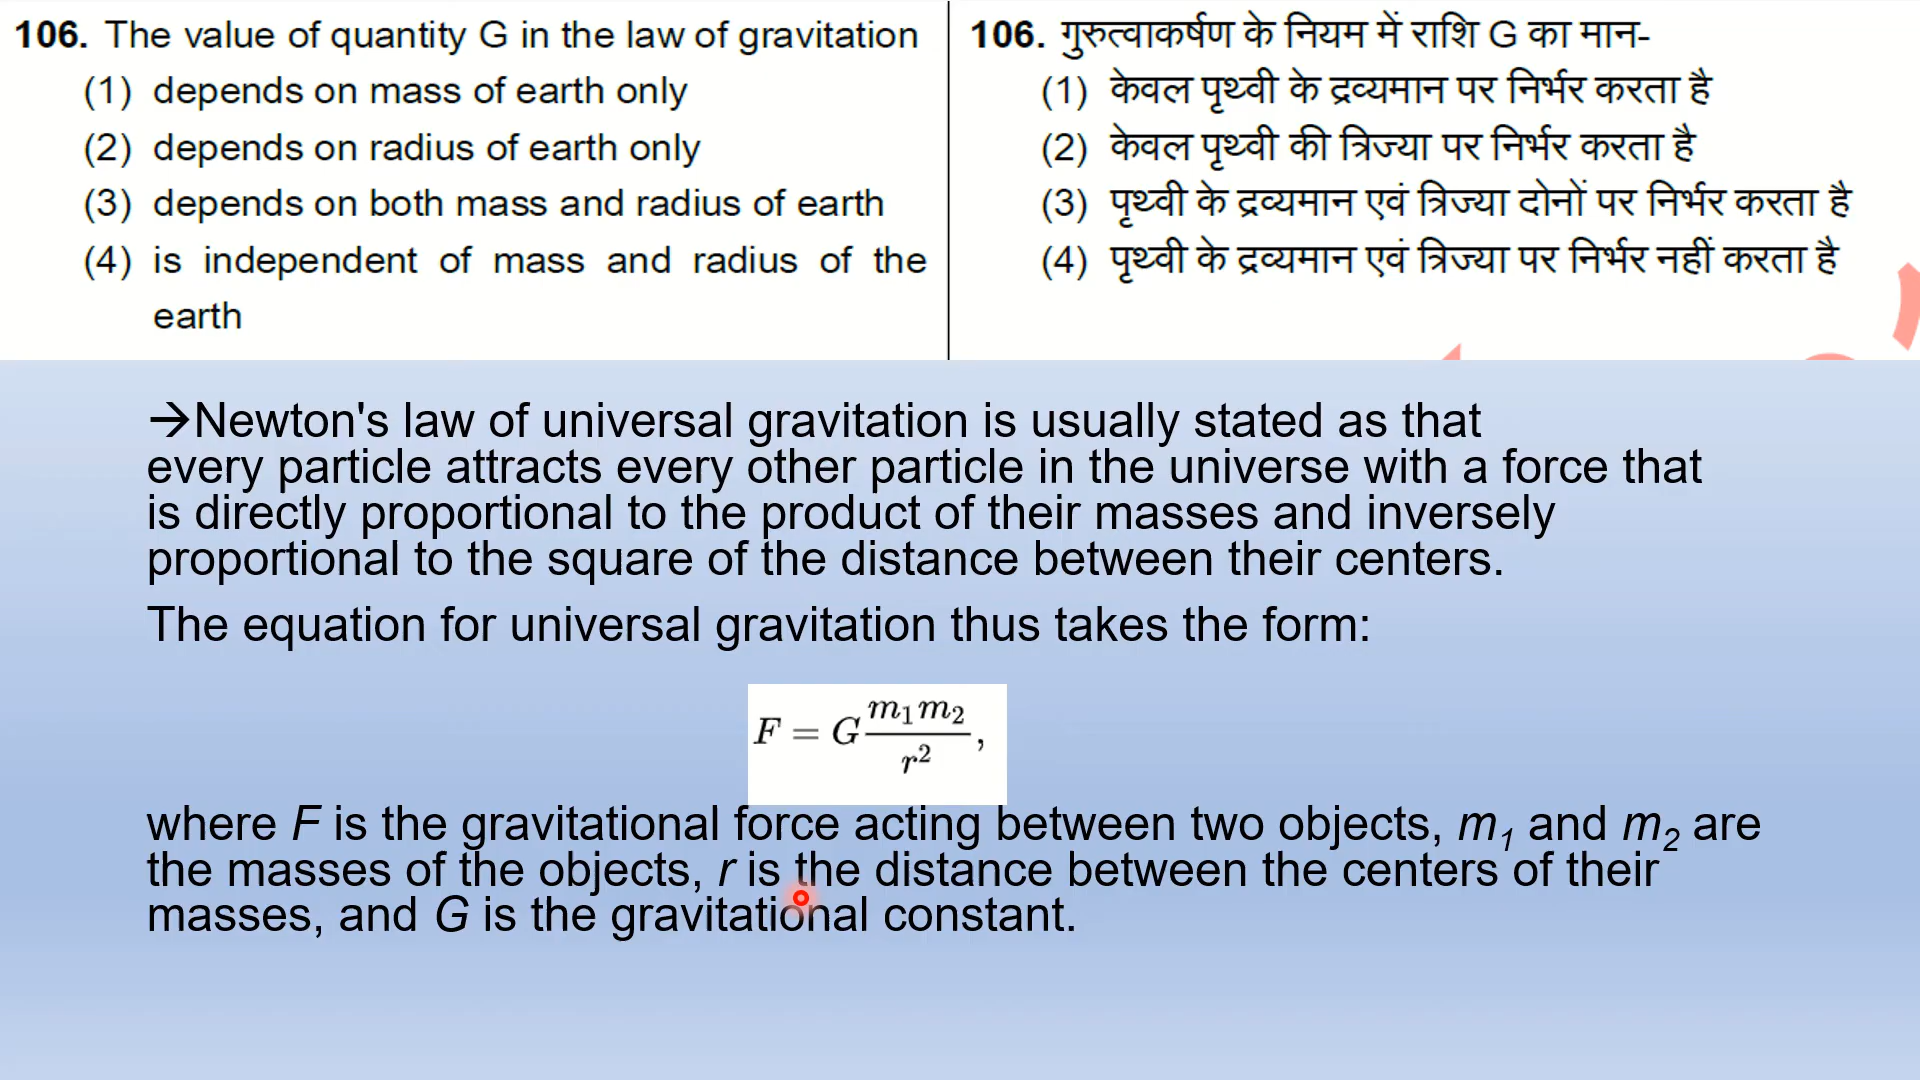 106. The value of quantity G in the law of gravitation
(1) depends on mass of earth only
(2) depends on radius of earth only
(3) depends on both mass and radius of earth
(4) is independent of mass and radius of the
earth
106. गुरुत्वाकर्षण के नियम में राशि G का मान-
(1) केवल पृथ्वी के द्रव्यमान पर निर्भर करता है
(2) केवल पृथ्वी की त्रिज्या पर निर्भर करता है
(3) पृथ्वी के द्रव्यमान एवं त्रिज्या दोनों पर निर्भर करता है
(4) पृथ्वी के द्रव्यमान एवं त्रिज्या पर निर्भर नहीं करता है
→Newton's law of universal gravitation is usually stated as that
every particle attracts every other particle in the universe with a force that
is directly proportional to the product of their masses and inversely
proportional to the square of the distance between their centers.
The equation for universal gravitation thus takes the form:
F = G m₁m₂/r²,
where F is the gravitational force acting between two objects, m₁ and m₂ are
the masses of the objects, r is the distance between the centers of their
masses, and G is the gravitational constant.